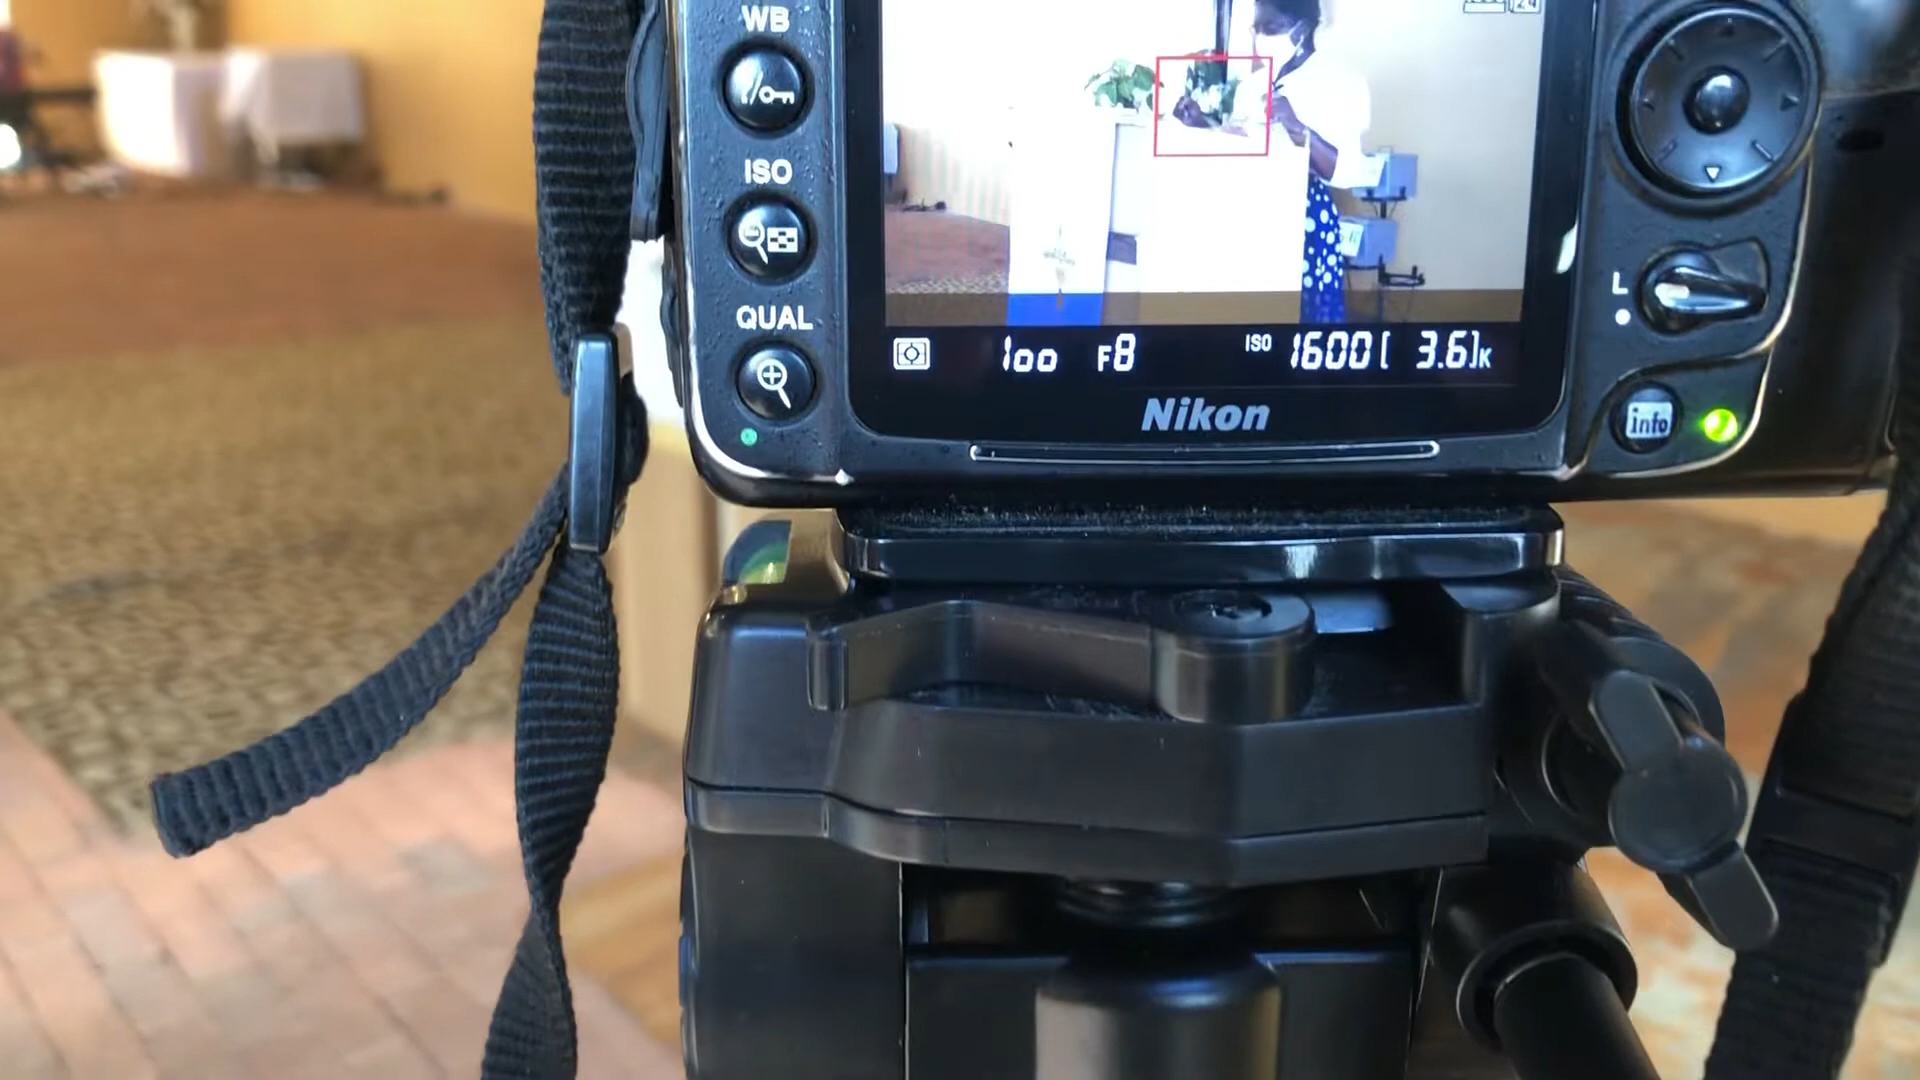 WB
ISO
QUAL
L
100 F8 ISO 1600 [ 3.6]K
Nikon
info